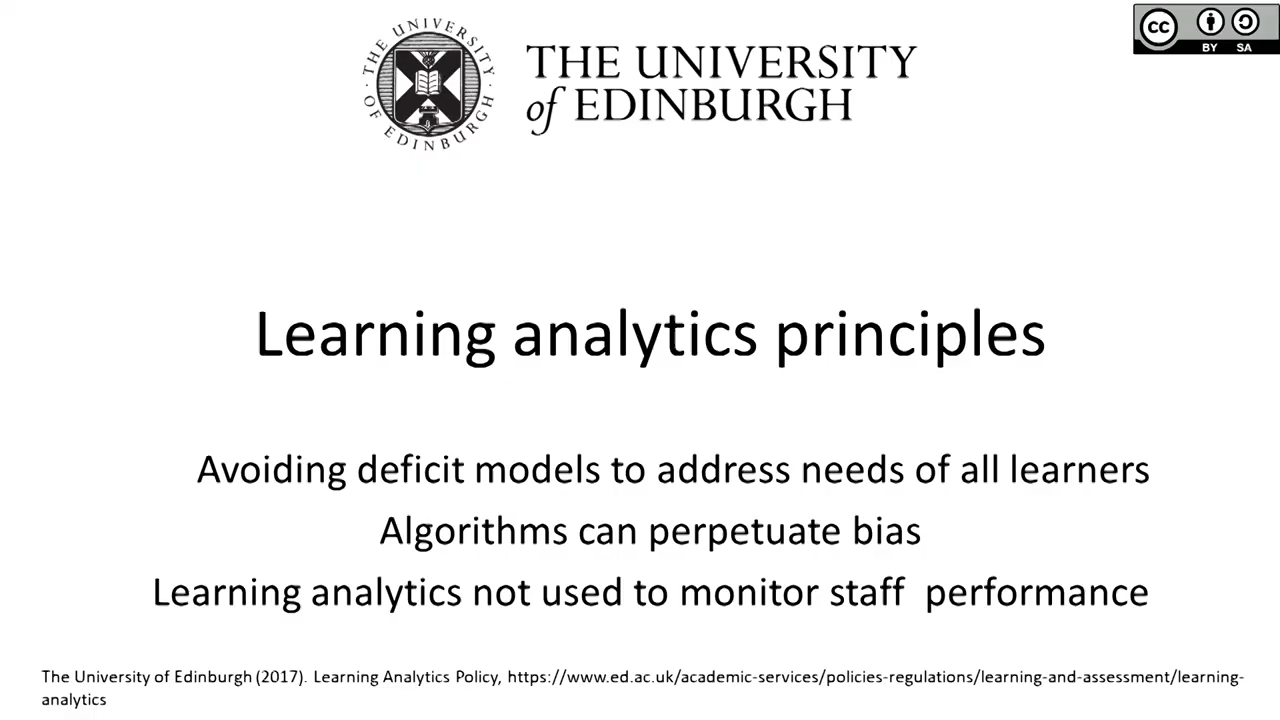 THE UNIVERSITY OF EDINBURGH
THE UNIVERSITY
of EDINBURGH
CC BY SA
Learning analytics principles
Avoiding deficit models to address needs of all learners
Algorithms can perpetuate bias
Learning analytics not used to monitor staff  performance
The University of Edinburgh (2017). Learning Analytics Policy, https://www.ed.ac.uk/academic-services/policies-regulations/learning-and-assessment/learning-
analytics